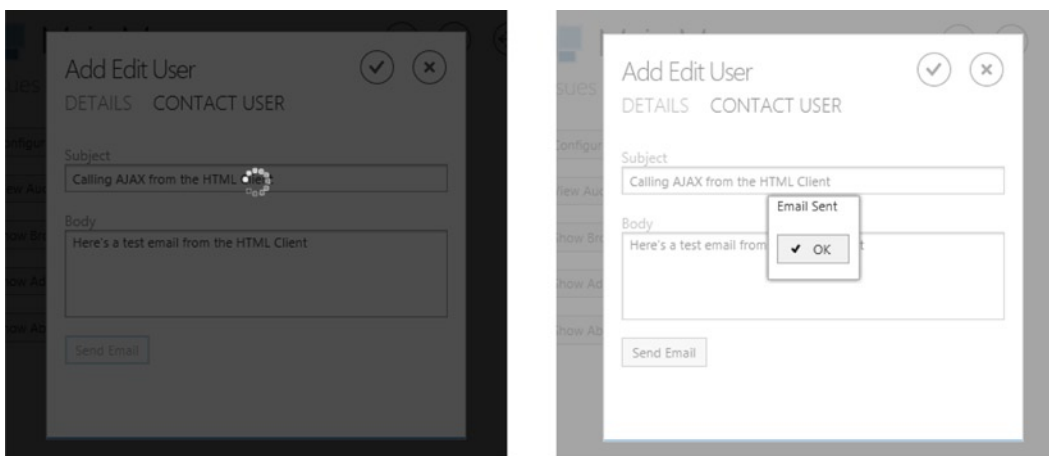 Add Edit User
DETAILS CONTACT USER
Subject
Calling AJAX from the HTML Client
Body
Here's a test email from the HTML Client
Send Email
Add Edit User
DETAILS CONTACT USER
Subject
Calling AJAX from the HTML Client
Email Sent
Body
Here's a test email from
OK
Send Email